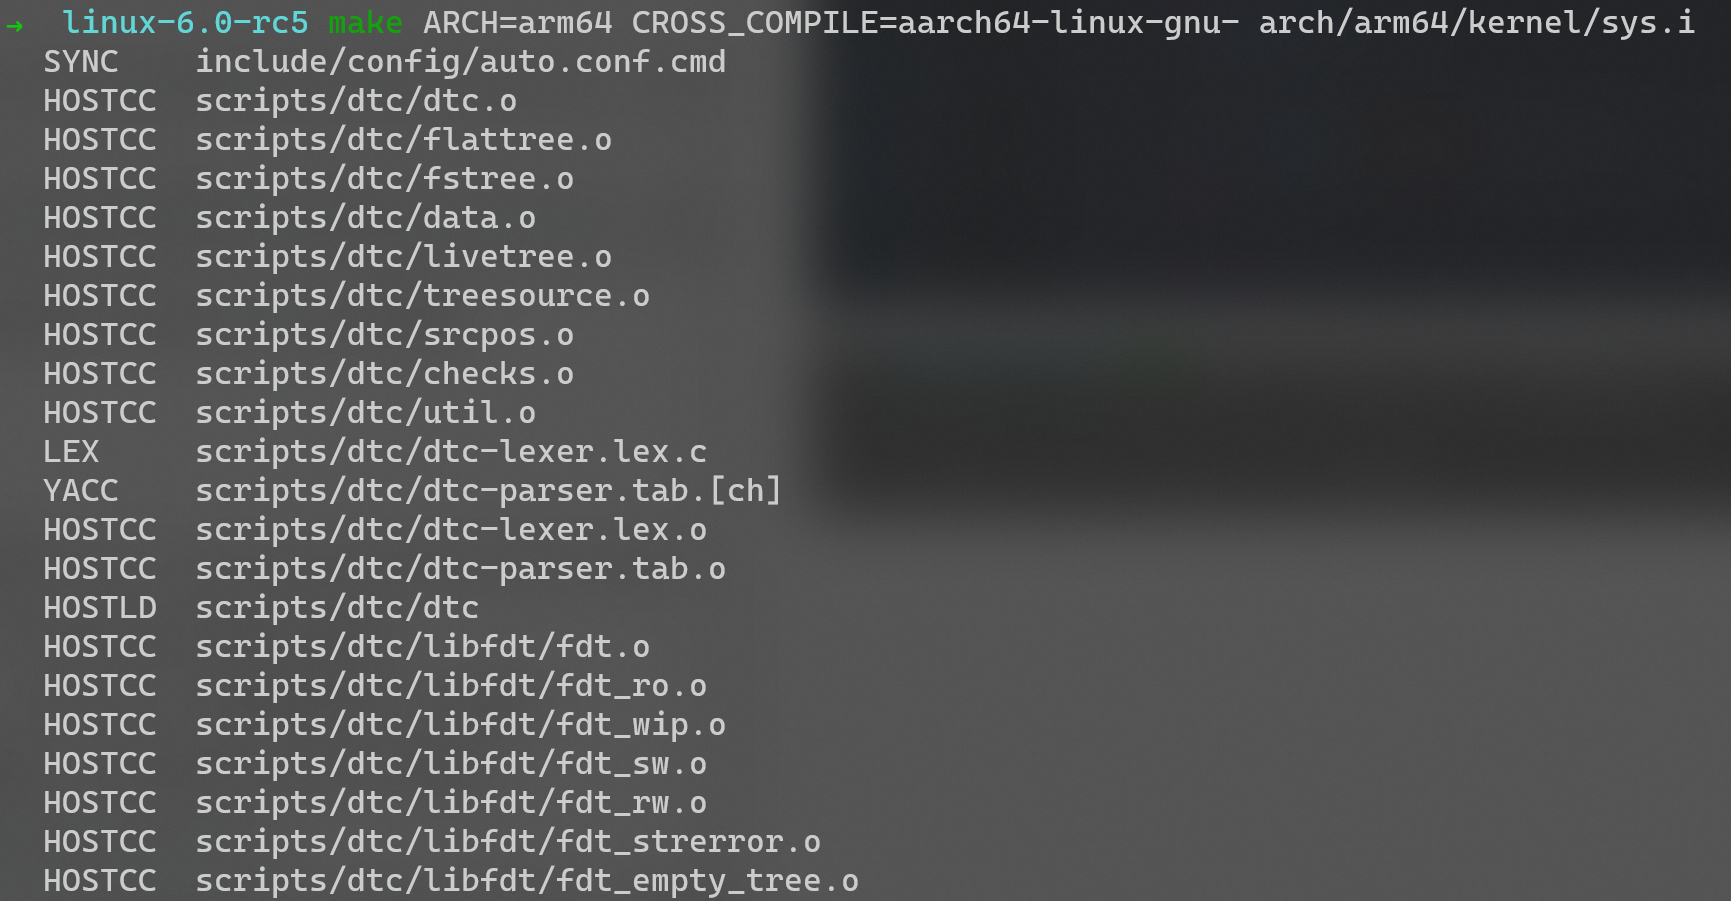 → linux-6.0-rc5 make ARCH=arm64 CROSS_COMPILE=aarch64-linux-gnu- arch/arm64/kernel/sys.i
SYNC    include/config/auto.conf.cmd
HOSTCC  scripts/dtc/dtc.o
HOSTCC  scripts/dtc/flattree.o
HOSTCC  scripts/dtc/fstree.o
HOSTCC  scripts/dtc/data.o
HOSTCC  scripts/dtc/livetree.o
HOSTCC  scripts/dtc/treesource.o
HOSTCC  scripts/dtc/srcpos.o
HOSTCC  scripts/dtc/checks.o
HOSTCC  scripts/dtc/util.o
LEX     scripts/dtc/dtc-lexer.lex.c
YACC    scripts/dtc/dtc-parser.tab.[ch]
HOSTCC  scripts/dtc/dtc-lexer.lex.o
HOSTCC  scripts/dtc/dtc-parser.tab.o
HOSTLD  scripts/dtc/dtc
HOSTCC  scripts/dtc/libfdt/fdt.o
HOSTCC  scripts/dtc/libfdt/fdt_ro.o
HOSTCC  scripts/dtc/libfdt/fdt_wip.o
HOSTCC  scripts/dtc/libfdt/fdt_sw.o
HOSTCC  scripts/dtc/libfdt/fdt_rw.o
HOSTCC  scripts/dtc/libfdt/fdt_strerror.o
HOSTCC  scripts/dtc/libfdt/fdt_empty_tree.o